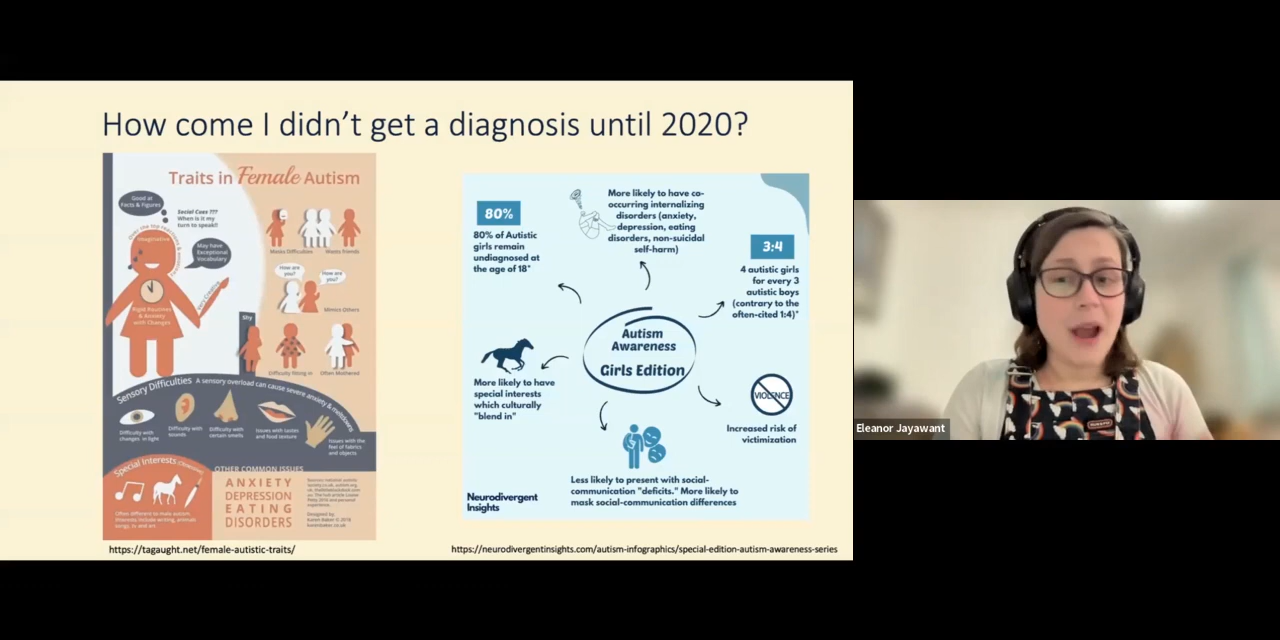 How come I didn't get a diagnosis until 2020?
Traits in Female Autism
Good at
Facts & Figures
Social Cues ???
When is it my
turn to speak!!
Imaginative
May have
Exceptional
Vocabulary
Very Creative
Rigid Routines
& Anxiety
with Changes
Masks Difficulties
Wants friends
How are
you?
How are
you?
Mimics Others
Shy
Difficulty fitting in
Often Mothered
Sensory Difficulties
A sensory overload can cause severe anxiety & meltdowns
Difficulty with
changes in light
Difficulty with
sounds
Difficulty with
certain smells
Issues with tastes
and food texture
Issues with the
feel of fabrics
and objects
Special Interests
Often different to male autism
OTHER COMMON ISSUES
ANXIETY
DEPRESSION
EATING
DISORDERS
https://tagaught.net/female-autistic-traits/
80%
80% of Autistic
girls remain
undiagnosed at
the age of 18*
More likely to have co-
occurring internalizing
disorders (anxiety,
depression, eating
disorders, non-suicidal
self-harm)
3:4
4 autistic girls
for every 3
autistic boys
(contrary to the
often-cited 1:4)*
Autism
Awareness
Girls Edition
More likely to have
special interests
which culturally
"blend in"
VIOLENCE
Increased risk of
victimization
Less likely to present with social-
communication "deficits." More likely to
mask social-communication differences
Neurodivergent
Insights
https://neurodivergentinsights.com/autism-infographics/special-edition-autism-awareness-series
Eleanor Jayawant